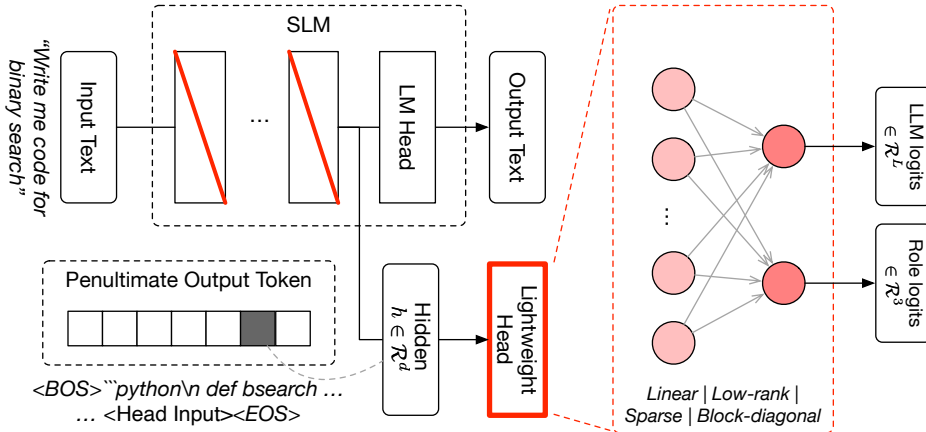 "Write me code for
binary search"
Input Text
SLM
...
LM Head
Output Text
Penultimate Output Token
<BOS>```python\n def bsearch ...
... <Head Input><EOS>
Hidden
h ∈ R^d
Lightweight
Head
...
Linear | Low-rank |
Sparse | Block-diagonal
LLM logits
∈ R^L
Role logits
∈ R^3